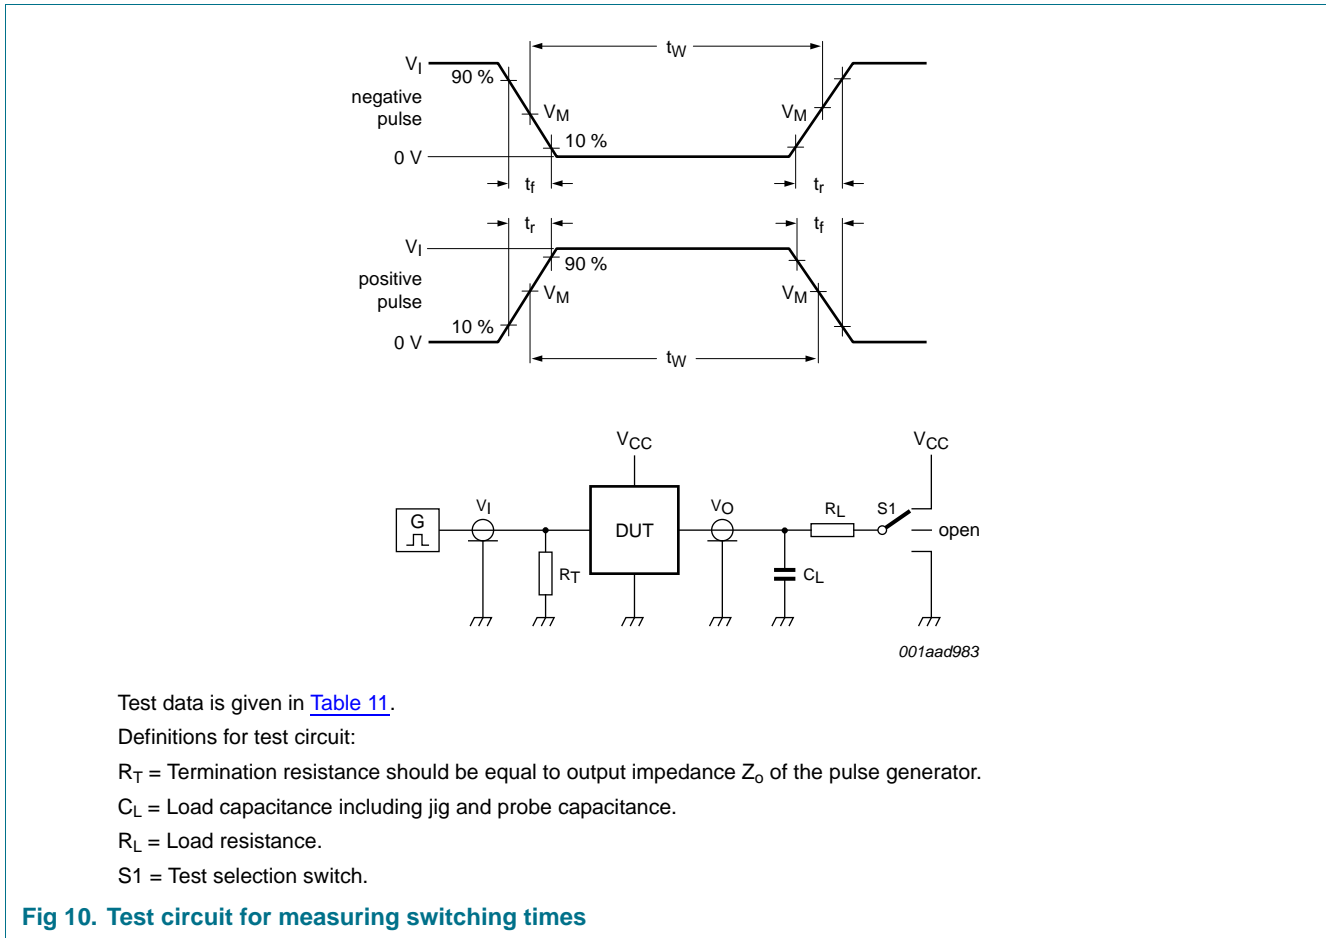 tW
VI
90 %
negative
pulse
VM
VM
10 %
0 V
tf
tr
tr
tf
VI
90 %
positive
pulse
VM
VM
10 %
0 V
tW
VCC
VCC
G
VI
DUT
VO
RL
S1
open
RT
CL
001aad983
Test data is given in Table 11.
Definitions for test circuit:
RT = Termination resistance should be equal to output impedance Zo of the pulse generator.
CL = Load capacitance including jig and probe capacitance.
RL = Load resistance.
S1 = Test selection switch.
Fig 10. Test circuit for measuring switching times